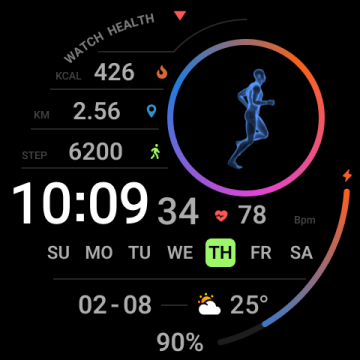 WATCH HEALTH
KCAL 426
KM 2.56
STEP 6200
10:09 34 78 Bpm
SU MO TU WE TH FR SA
02-08 25°
90%